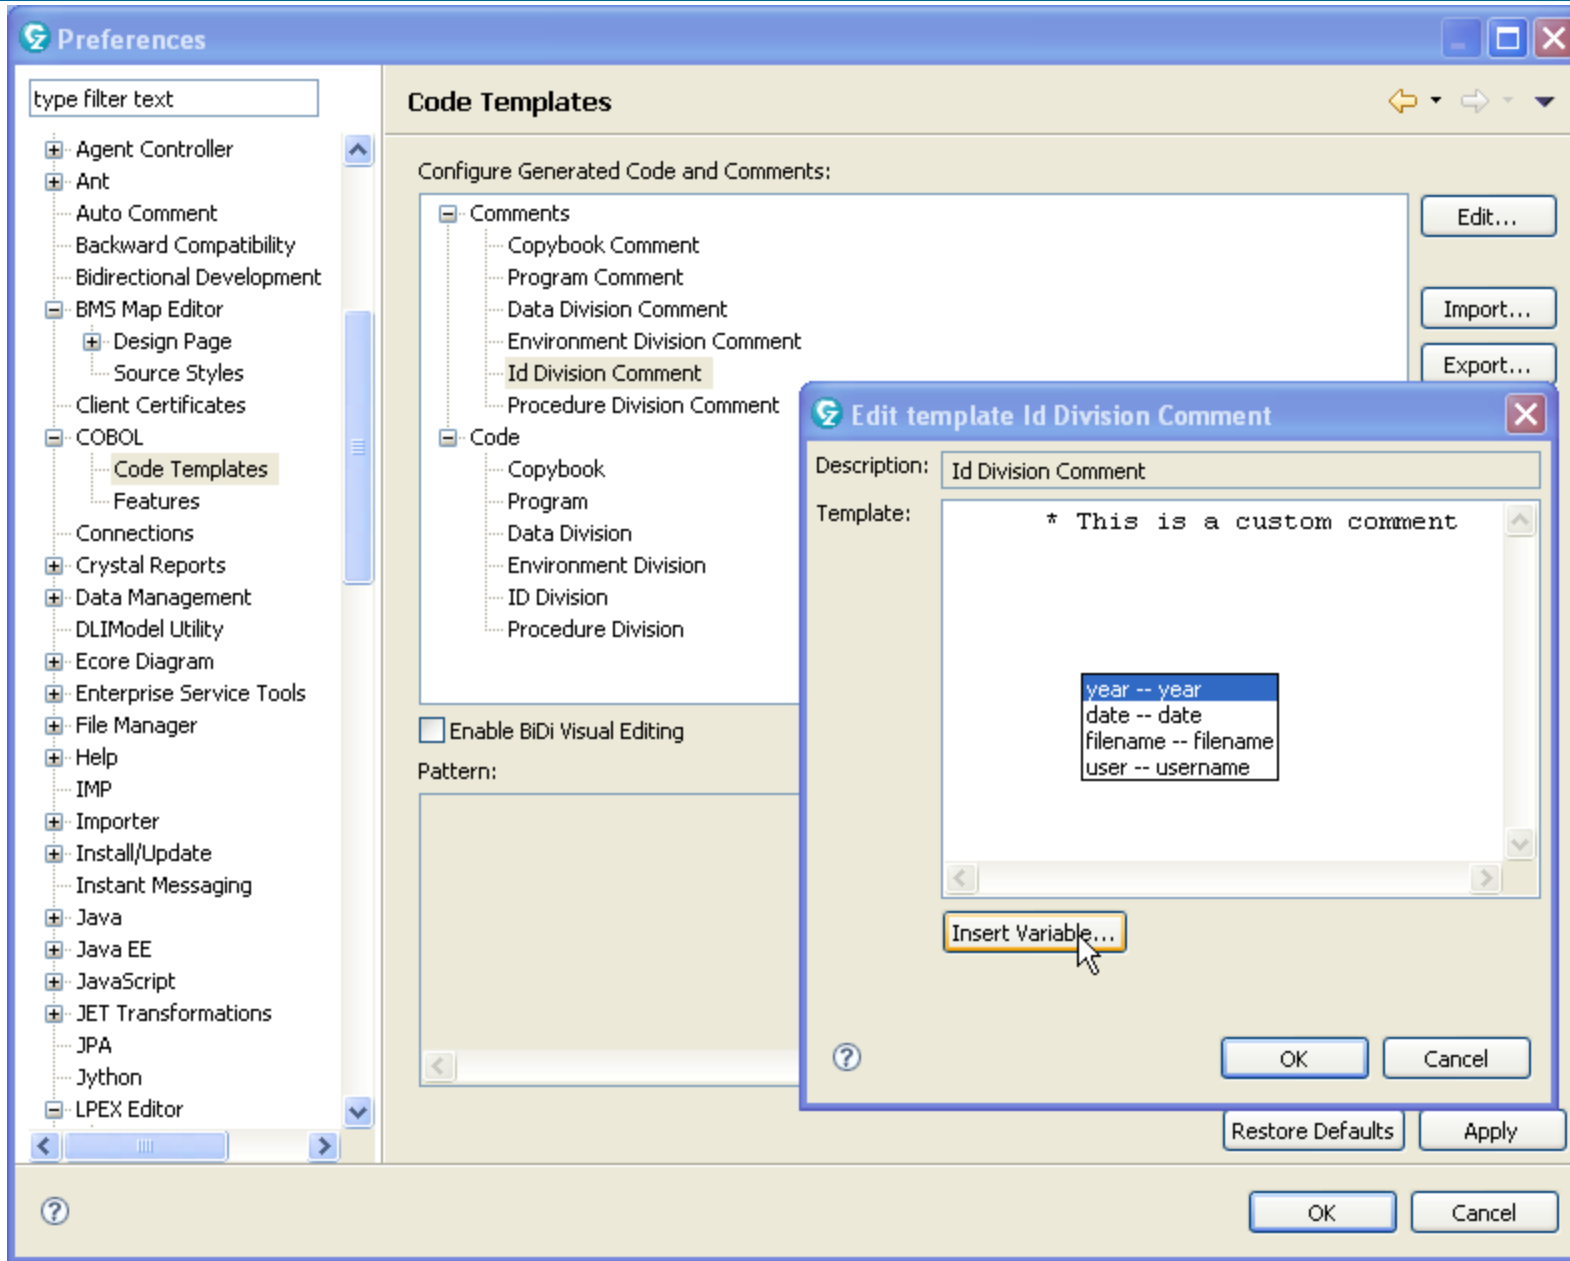 Preferences
type filter text
Agent Controller
Ant
Auto Comment
Backward Compatibility
Bidirectional Development
BMS Map Editor
Design Page
Source Styles
Client Certificates
COBOL
Code Templates
Features
Connections
Crystal Reports
Data Management
DLIModel Utility
Ecore Diagram
Enterprise Service Tools
File Manager
Help
IMP
Importer
Install/Update
Instant Messaging
Java
Java EE
JavaScript
JET Transformations
JPA
Jython
LPEX Editor
Code Templates
Configure Generated Code and Comments:
Comments
Copybook Comment
Program Comment
Data Division Comment
Environment Division Comment
Id Division Comment
Procedure Division Comment
Code
Copybook
Program
Data Division
Environment Division
ID Division
Procedure Division
Edit...
Import...
Export...
Enable BiDi Visual Editing
Pattern:
Edit template Id Division Comment
Description:
Id Division Comment
Template:
* This is a custom comment
year -- year
date -- date
filename -- filename
user -- username
Insert Variable...
OK
Cancel
Restore Defaults
Apply
OK
Cancel